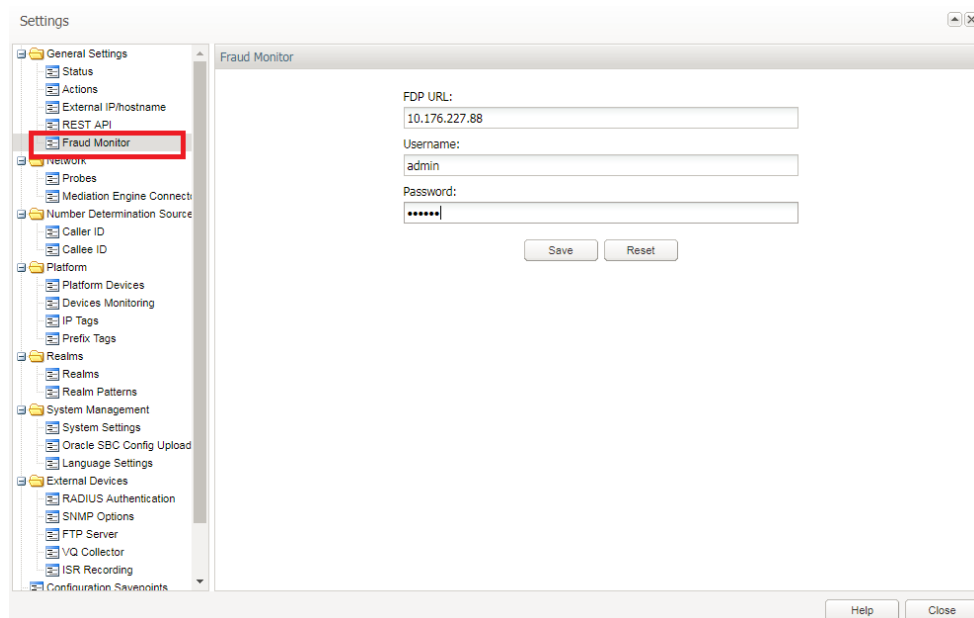 Settings
General Settings
Status
Actions
External IP/hostname
REST API
Fraud Monitor
Network
Probes
Mediation Engine Connect
Number Determination Source
Caller ID
Callee ID
Platform
Platform Devices
Devices Monitoring
IP Tags
Prefix Tags
Realms
Realms
Realm Patterns
System Management
System Settings
Oracle SBC Config Upload
Language Settings
External Devices
RADIUS Authentication
SNMP Options
FTP Server
VQ Collector
ISR Recording
Configuration Savepoints
Fraud Monitor
FDP URL:
10.176.227.88
Username:
admin
Password:
••••••
Save Reset
Help Close